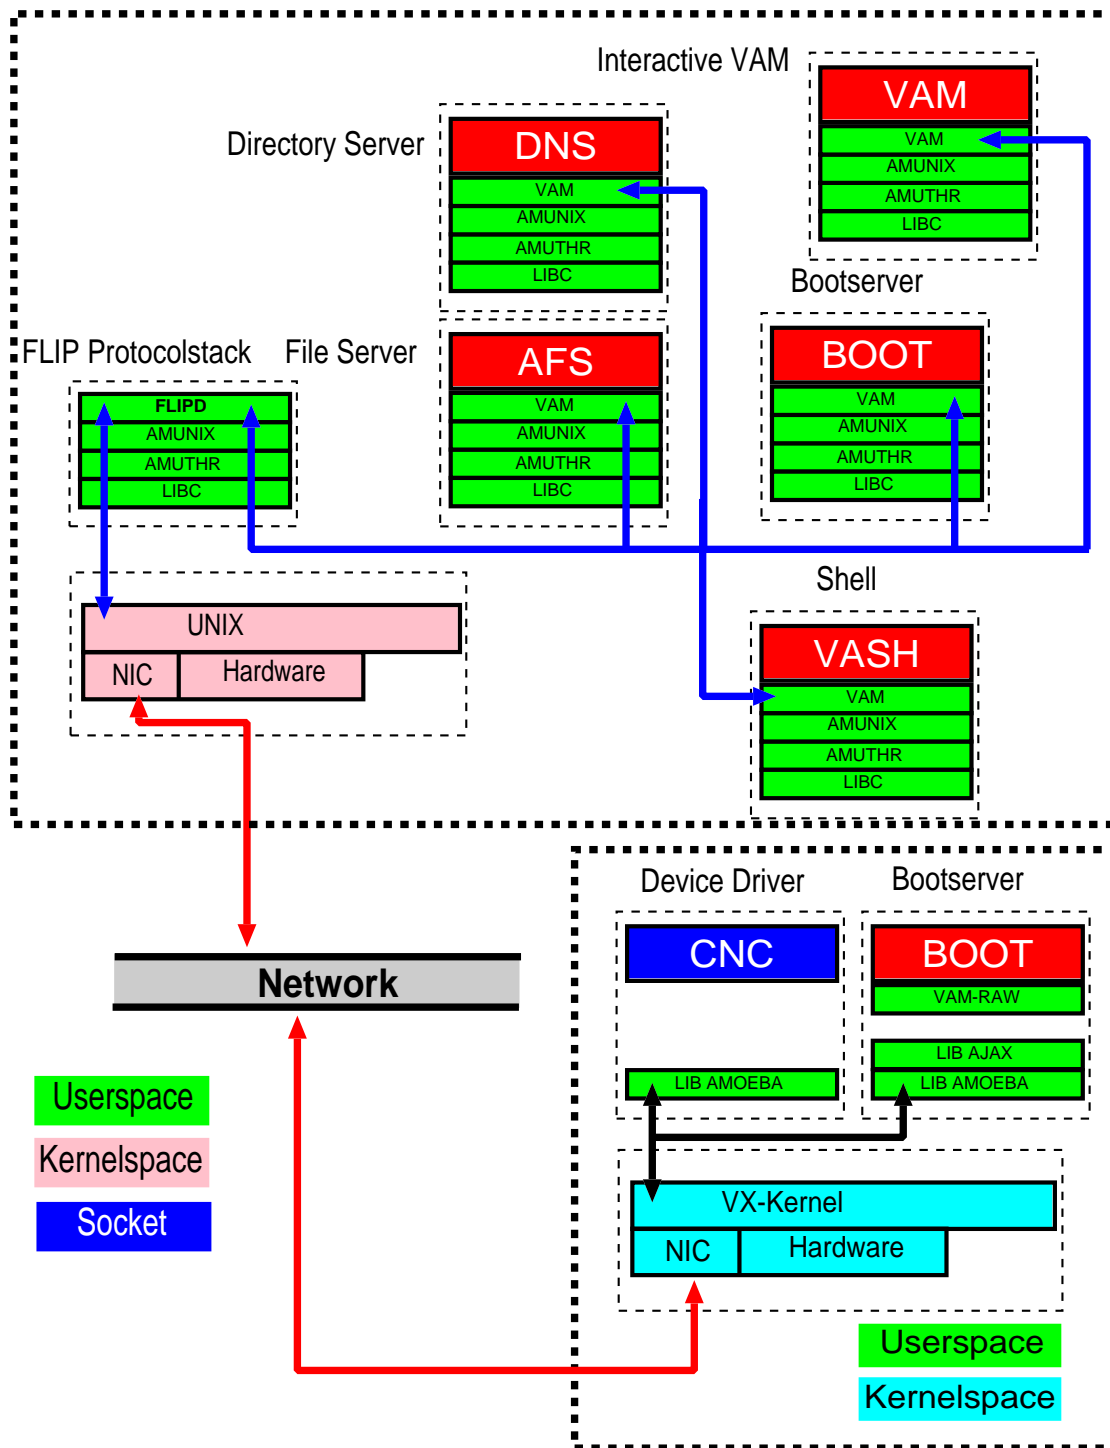 Interactive VAM
VAM
VAM
AMUNIX
AMUTHR
LIBC
Directory Server
DNS
VAM
AMUNIX
AMUTHR
LIBC
Bootserver
BOOT
VAM
AMUNIX
AMUTHR
LIBC
FLIP Protocolstack
FLIPD
AMUNIX
AMUTHR
LIBC
File Server
AFS
VAM
AMUNIX
AMUTHR
LIBC
UNIX
NIC
Hardware
Shell
VASH
VAM
AMUNIX
AMUTHR
LIBC
Network
Userspace
Kernelspace
Socket
Device Driver
CNC
LIB AMOEBA
Bootserver
BOOT
VAM-RAW
LIB AJAX
LIB AMOEBA
VX-Kernel
NIC
Hardware
Userspace
Kernelspace